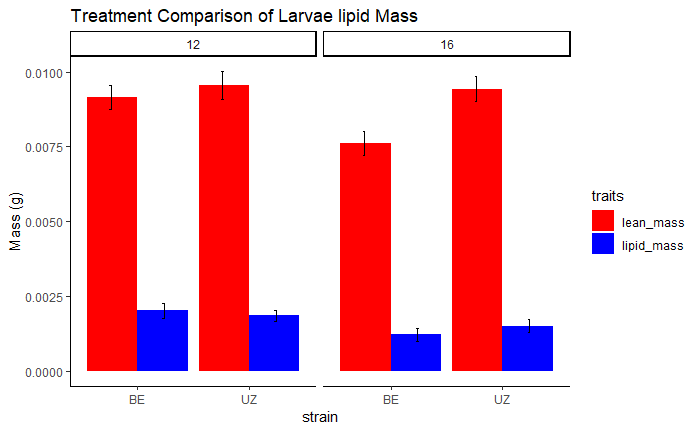 Treatment Comparison of Larvae lipid Mass
12
16
0.0100
0.0075
0.0050
0.0025
0.0000
Mass (g)
BE
UZ
BE
UZ
strain
traits
lean_mass
lipid_mass